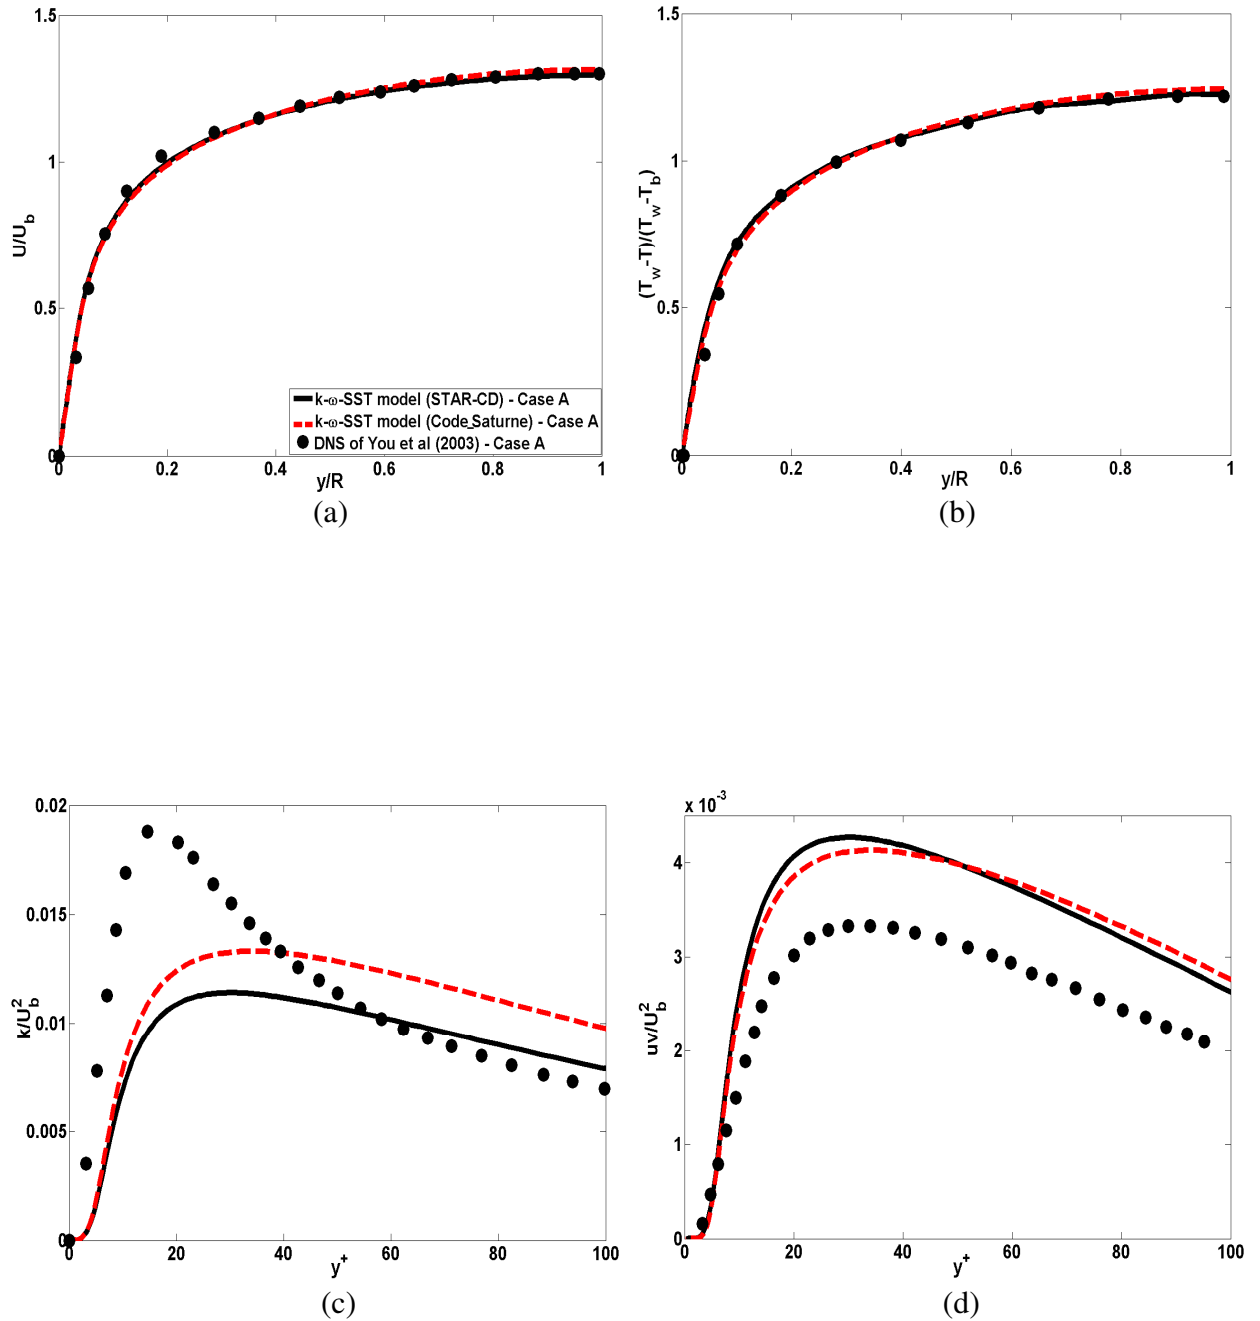 1.5
1
0.5
0
U/U_b
0 0.2 0.4 0.6 0.8 1
y/R
k-ω-SST model (STAR-CD) - Case A
k-ω-SST model (Code_Saturne) - Case A
DNS of You et al (2003) - Case A
(a)
1.5
1
0.5
0
(T_w-T)/(T_w-T_b)
0 0.2 0.4 0.6 0.8 1
y/R
(b)
0.02
0.015
0.01
0.005
0
k/U_b^2
0 20 40 60 80 100
y^+
(c)
x 10^-3
4
3
2
1
0
uv/U_b^2
0 20 40 60 80 100
y^+
(d)